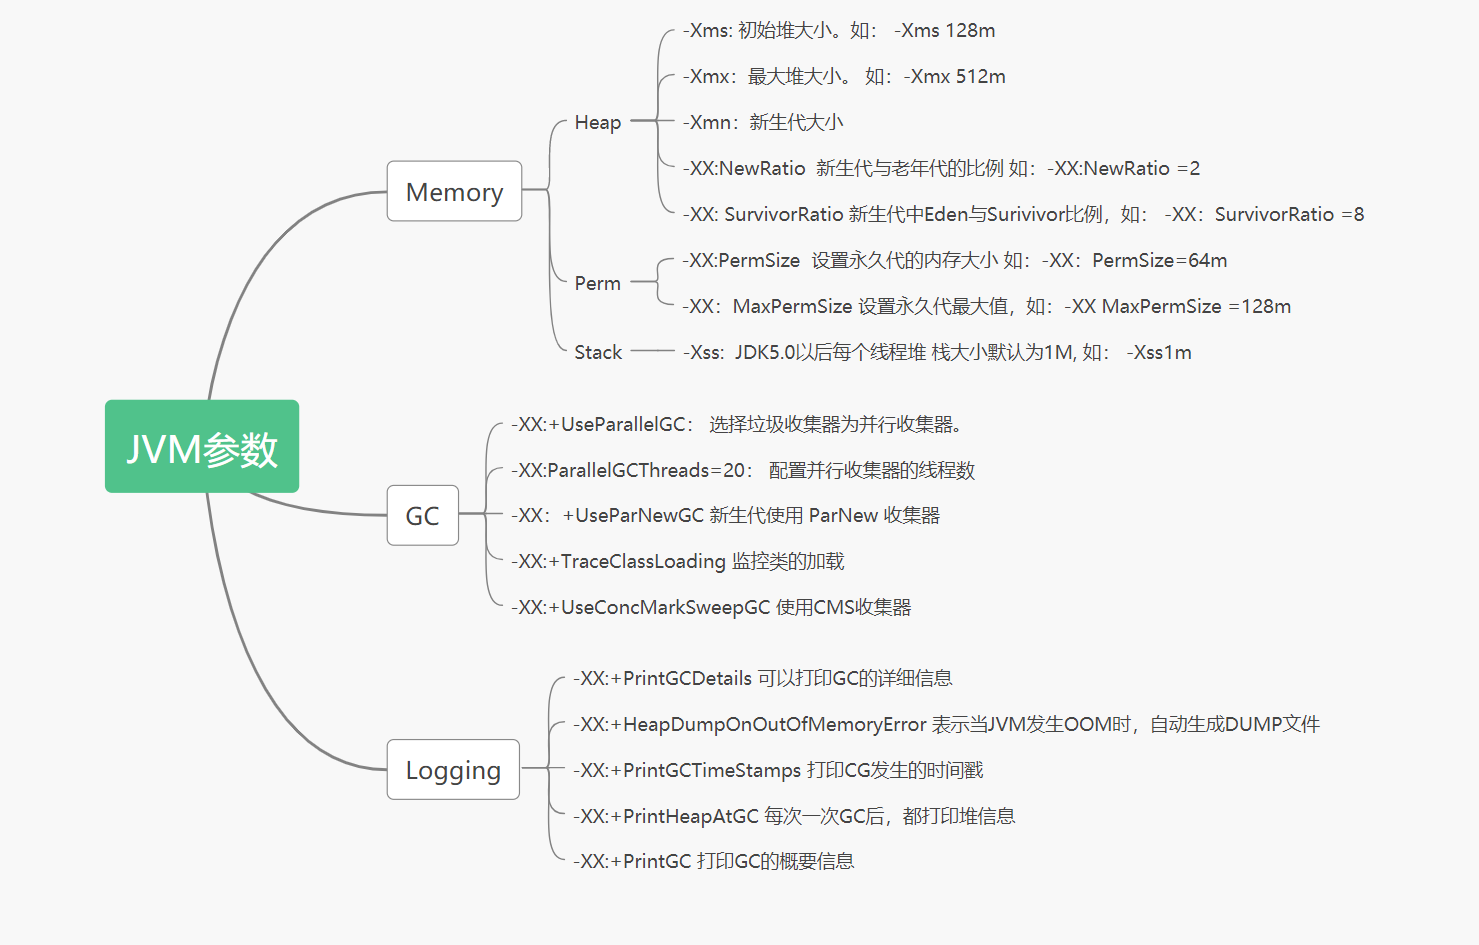 JVM参数
Memory
Heap
-Xms: 初始堆大小。如： -Xms 128m
-Xmx：最大堆大小。 如：-Xmx 512m
-Xmn：新生代大小
-XX:NewRatio  新生代与老年代的比例 如：-XX:NewRatio =2
-XX: SurvivorRatio 新生代中Eden与Surivivor比例，如： -XX：SurvivorRatio =8
Perm
-XX:PermSize  设置永久代的内存大小 如：-XX：PermSize=64m
-XX：MaxPermSize 设置永久代最大值，如：-XX MaxPermSize =128m
Stack
-Xss:  JDK5.0以后每个线程堆 栈大小默认为1M, 如： -Xss1m
GC
-XX:+UseParallelGC： 选择垃圾收集器为并行收集器。
-XX:ParallelGCThreads=20： 配置并行收集器的线程数
-XX：+UseParNewGC 新生代使用 ParNew 收集器
-XX:+TraceClassLoading 监控类的加载
-XX:+UseConcMarkSweepGC 使用CMS收集器
Logging
-XX:+PrintGCDetails 可以打印GC的详细信息
-XX:+HeapDumpOnOutOfMemoryError 表示当JVM发生OOM时，自动生成DUMP文件
-XX:+PrintGCTimeStamps 打印CG发生的时间戳
-XX:+PrintHeapAtGC 每次一次GC后，都打印堆信息
-XX:+PrintGC 打印GC的概要信息